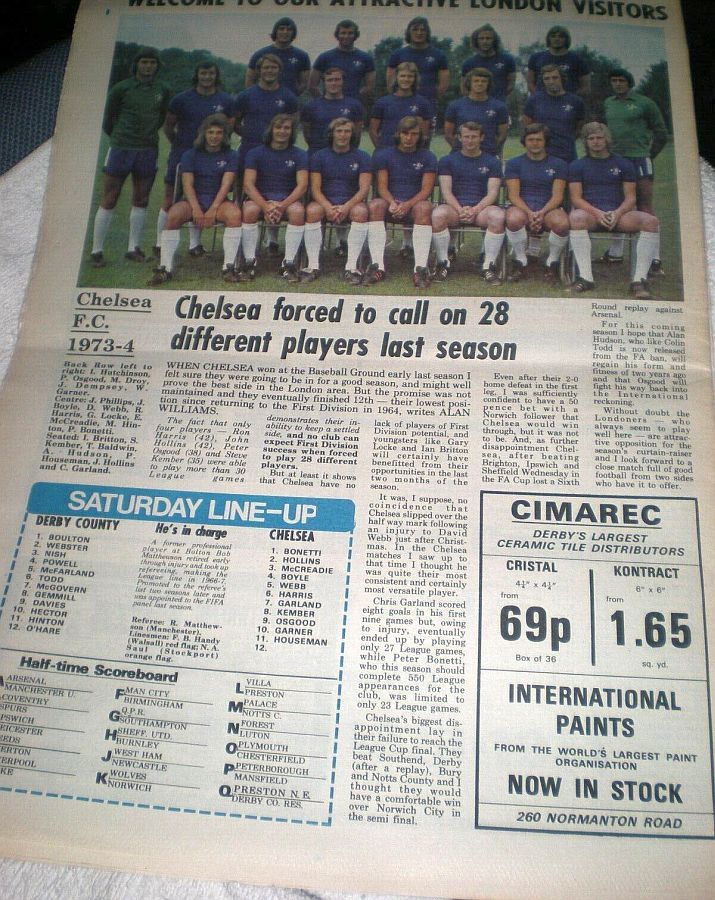 WELCOME TO OUR ATTRACTIVE LONDON VISITORS
Chelsea
F.C.
1973-4
Back Row left to
right: I. Hutchinson,
P. Osgood, M. Droy,
J. Dempsey, W.
Garner.
Centre: J. Phillips, J.
Boyle, D. Webb, R.
Harris, G. Locke, E.
McCreadie, M. Hin-
ton, P. Bonetti.
Seated: I. Britton, S.
Kember, T. Baldwin,
A. Hudson, P.
Houseman, J. Hollins
and C. Garland.
Chelsea forced to call on 28
different players last season
WHEN CHELSEA won at the Baseball Ground early last season I
felt sure they were going to be in for a good season, and might well
prove the best side in the London area. But the promise was not
maintained and they eventually finished 12th — their lowest posi-
tion since returning to the First Division in 1964, writes ALAN
WILLIAMS.
The fact that only
four players — Ron
Harris (42), John
Hollins (42), Peter
Osgood (38) and Steve
Kember (35) were able
to play more than 30
League games
demonstrates their in-
ability to keep a settled
side, and no club can
expect First Division
success when forced
to play 28 different
players.
But at least it shows
that Chelsea have no
lack of players of First
Division potential, and
youngsters like Gary
Lock and Ian Britton
will certainly have
benefitted from their
opportunities in the last
two months of the
season.
It was, I suppose, no
coincidence that
Chelsea slipped over the
half way mark following
an injury to David
Webb just after Christ-
mas. In the Chelsea
matches I saw up to
that time I thought he
was quite their most
consistent and certainly
most versatile player.
Chris Garland scored
eight goals in his first
nine games but, owing
to injury, eventually
ended up by playing
only 27 League games,
while Peter Bonetti,
who this season should
complete 550 League
appearances for the
club, was limited to
only 23 League games.
Chelsea's biggest dis-
appointment lay in
their failure to reach the
League Cup final. They
beat Southend, Derby
(after a replay), Bury
and Notts County and I
thought they would
have a comfortable win
over Norwich City in
the semi final.
Even after their 2-0
home defeat in the first
leg, I was sufficiently
confident to have a 50
pence bet with a
Norwich follower that
Chelsea would win
through, but it was not
to be. And, as further
disappointment Chel-
sea, after beating
Brighton, Ipswich and
Sheffield Wednesday in
the FA Cup lost a Sixth
Round replay against
Arsenal.
For this coming
season I hope that Alan
Hudson, who like Colin
Todd is now released
from the FA ban, will
regain his form and
fitness of two years ago
and that Osgood will
fight his way back into
the International
reckoning.
Without doubt the
Londoners — who
always seem to play
well here — are attrac-
tive opposition for the
season's curtain-raiser
and I look forward to a
close match full of good
football from two sides
who have it to offer.
SATURDAY LINE-UP
DERBY COUNTY
1. BOULTON
2. WEBSTER
3. NISH
4. POWELL
5. McFARLAND
6. TODD
7. McGOVERN
8. GEMMILL
9. DAVIES
10. HECTOR
11. HINTON
12. O'HARE
He's in charge
A former professional
player at Bolton Bob
Matthewson retired early
through injury and took up
refereeing, making the
League line in 1966-7.
Promoted to the referee's
list two seasons later and
was appointed to the FIFA
panel last season.
Referee: R. Matthew-
son (Manchester).
Linesmen: F. B. Handy
(Walsall) red flag; N. A.
Saul (Stockport)
orange flag.
CHELSEA
1. BONETTI
2. HOLLINS
3. McCREADIE
4. BOYLE
5. WEBB
6. HARRIS
7. GARLAND
8. KEMBER
9. OSGOOD
10. GARNER
11. HOUSEMAN
12.
Half-time Scoreboard
ARSENAL
MANCHESTER U.
COVENTRY
SPURS
PSWICH
EICESTER
EEDS
ERTON
ERPOOL
KE
F MAN CITY
BIRMINGHAM
G Q.P.R.
SOUTHAMPTON
H SHEFF. UTD.
BURNLEY
J WEST HAM
NEWCASTLE
K WOLVES
NORWICH
L VILLA
PRESTON
M PALACE
NOTTS C.
N FOREST
LUTON
O PLYMOUTH
CHESTERFIELD
P PETERBOROUGH
MANSFIELD
Q PRESTON N.E.
DERBY CO. RES.
CIMAREC
DERBY'S LARGEST
CERAMIC TILE DISTRIBUTORS
CRISTAL
4¼" x 4¼"
from
69p
Box of 36
KONTRACT
6" x 6"
from
1.65
sq. yd.
INTERNATIONAL
PAINTS
FROM THE WORLD'S LARGEST PAINT
ORGANISATION
NOW IN STOCK
260 NORMANTON ROAD